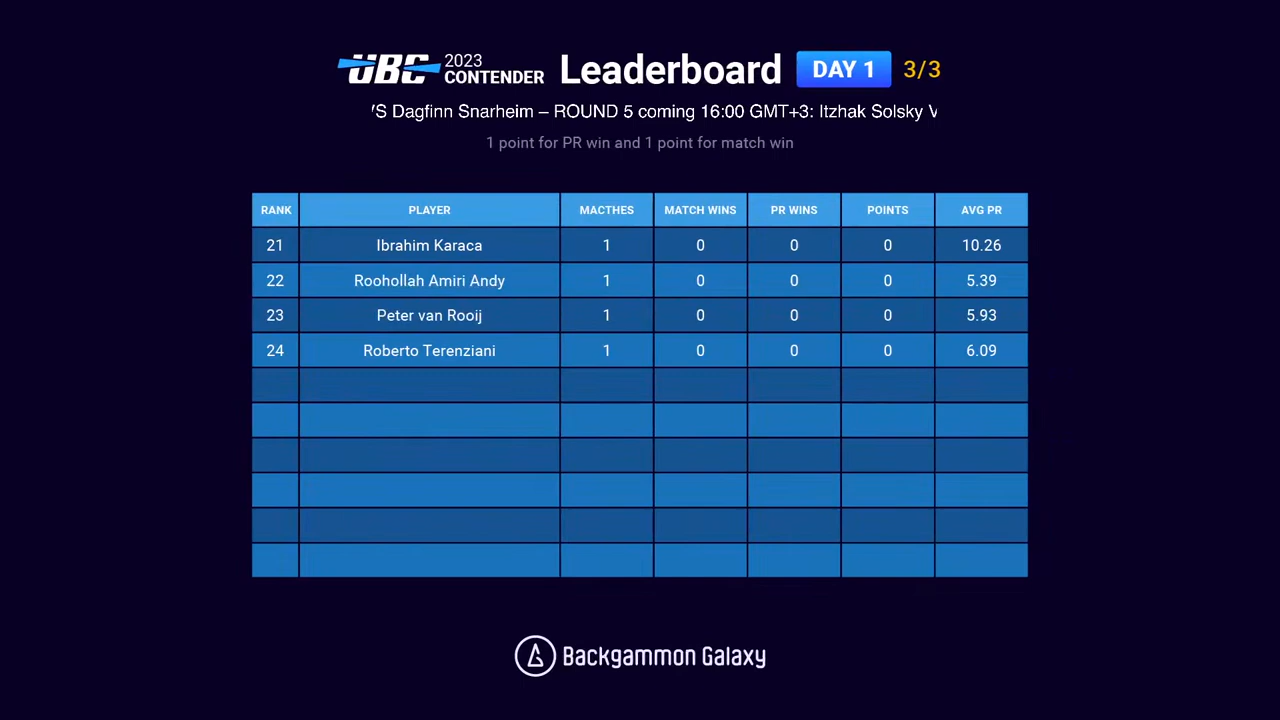 UBC 2023 CONTENDER Leaderboard DAY 1 3/3
'S Dagfinn Snarheim – ROUND 5 coming 16:00 GMT+3: Itzhak Solsky V
1 point for PR win and 1 point for match win
RANK PLAYER MACTHES MATCH WINS PR WINS POINTS AVG PR
21 Ibrahim Karaca 1 0 0 0 10.26
22 Roohollah Amiri Andy 1 0 0 0 5.39
23 Peter van Rooij 1 0 0 0 5.93
24 Roberto Terenziani 1 0 0 0 6.09
Backgammon Galaxy